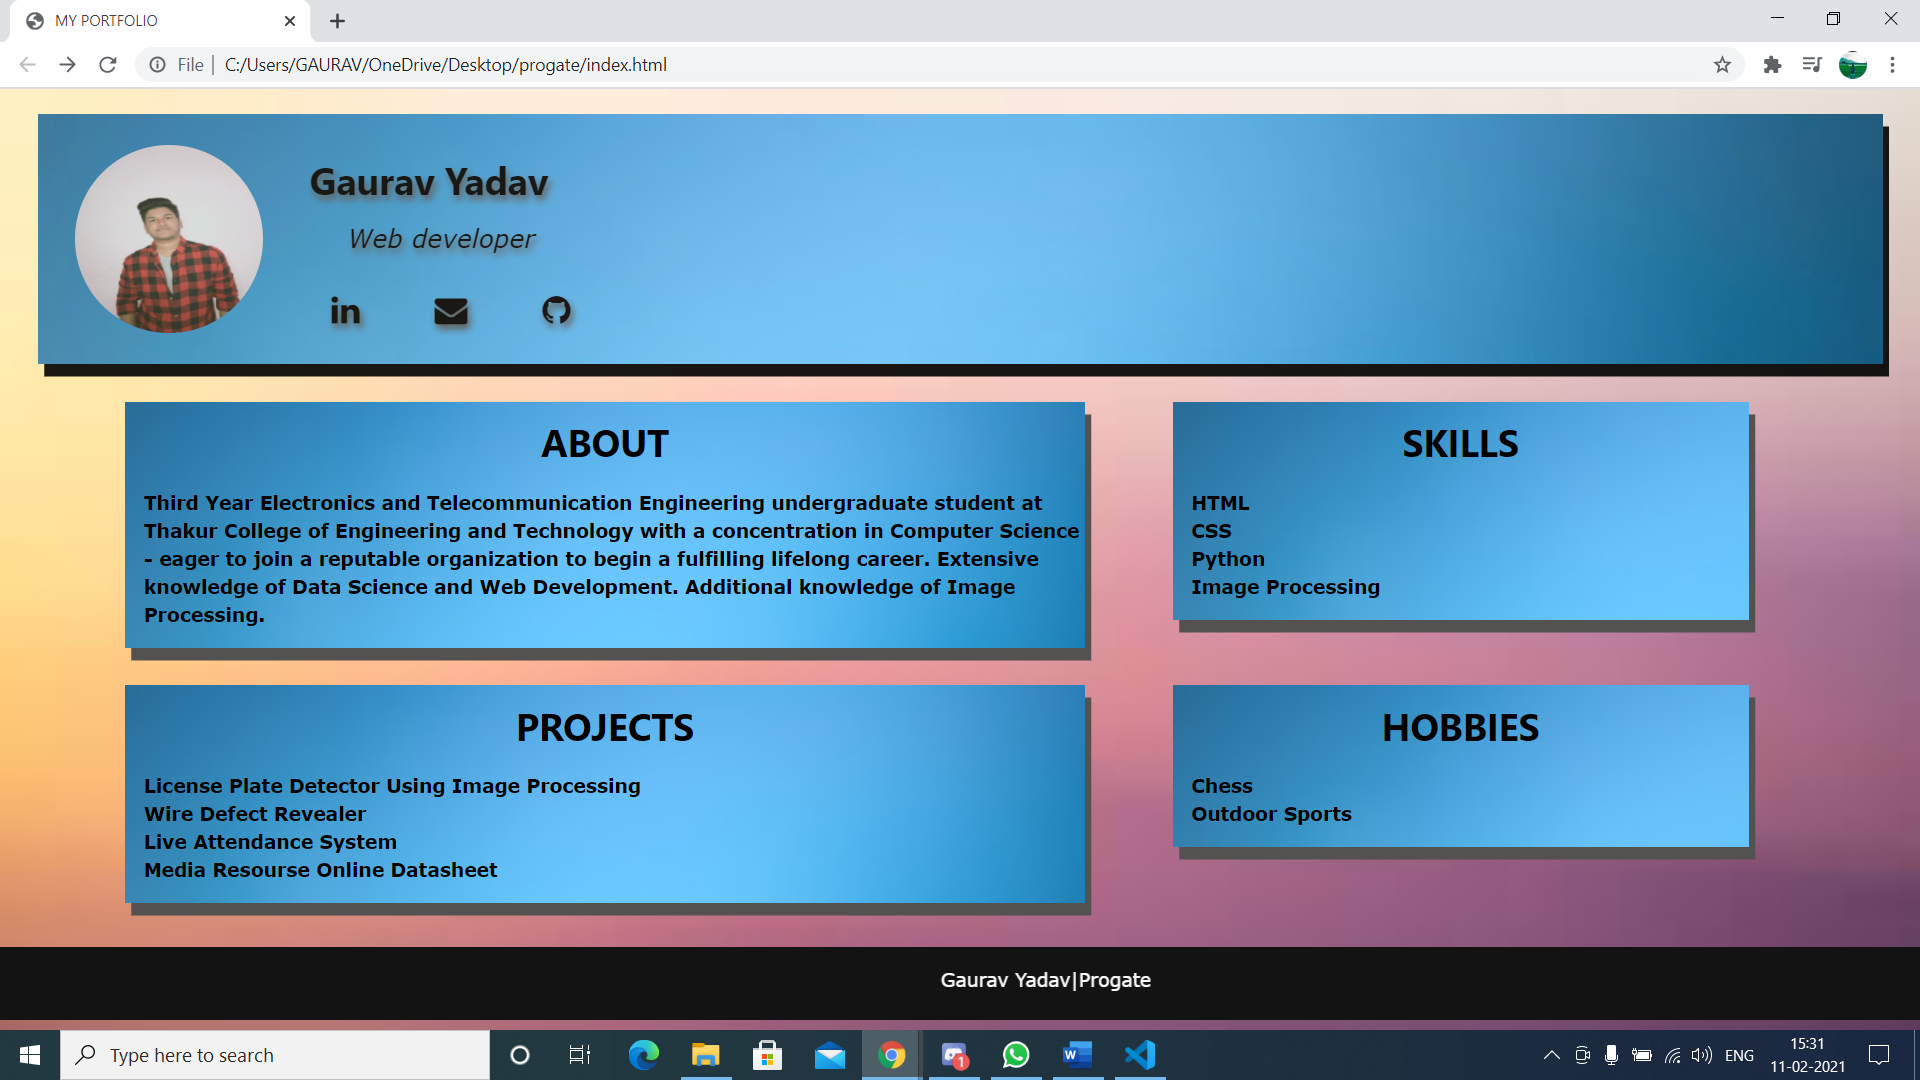 MY PORTFOLIO
File | C:/Users/GAURAV/OneDrive/Desktop/progate/index.html
Gaurav Yadav
Web developer
in
ABOUT
Third Year Electronics and Telecommunication Engineering undergraduate student at
Thakur College of Engineering and Technology with a concentration in Computer Science
- eager to join a reputable organization to begin a fulfilling lifelong career. Extensive
knowledge of Data Science and Web Development. Additional knowledge of Image
Processing.
SKILLS
HTML
CSS
Python
Image Processing
PROJECTS
License Plate Detector Using Image Processing
Wire Defect Revealer
Live Attendance System
Media Resourse Online Datasheet
HOBBIES
Chess
Outdoor Sports
Gaurav Yadav|Progate
Type here to search
1
W
ENG
15:31
11-02-2021